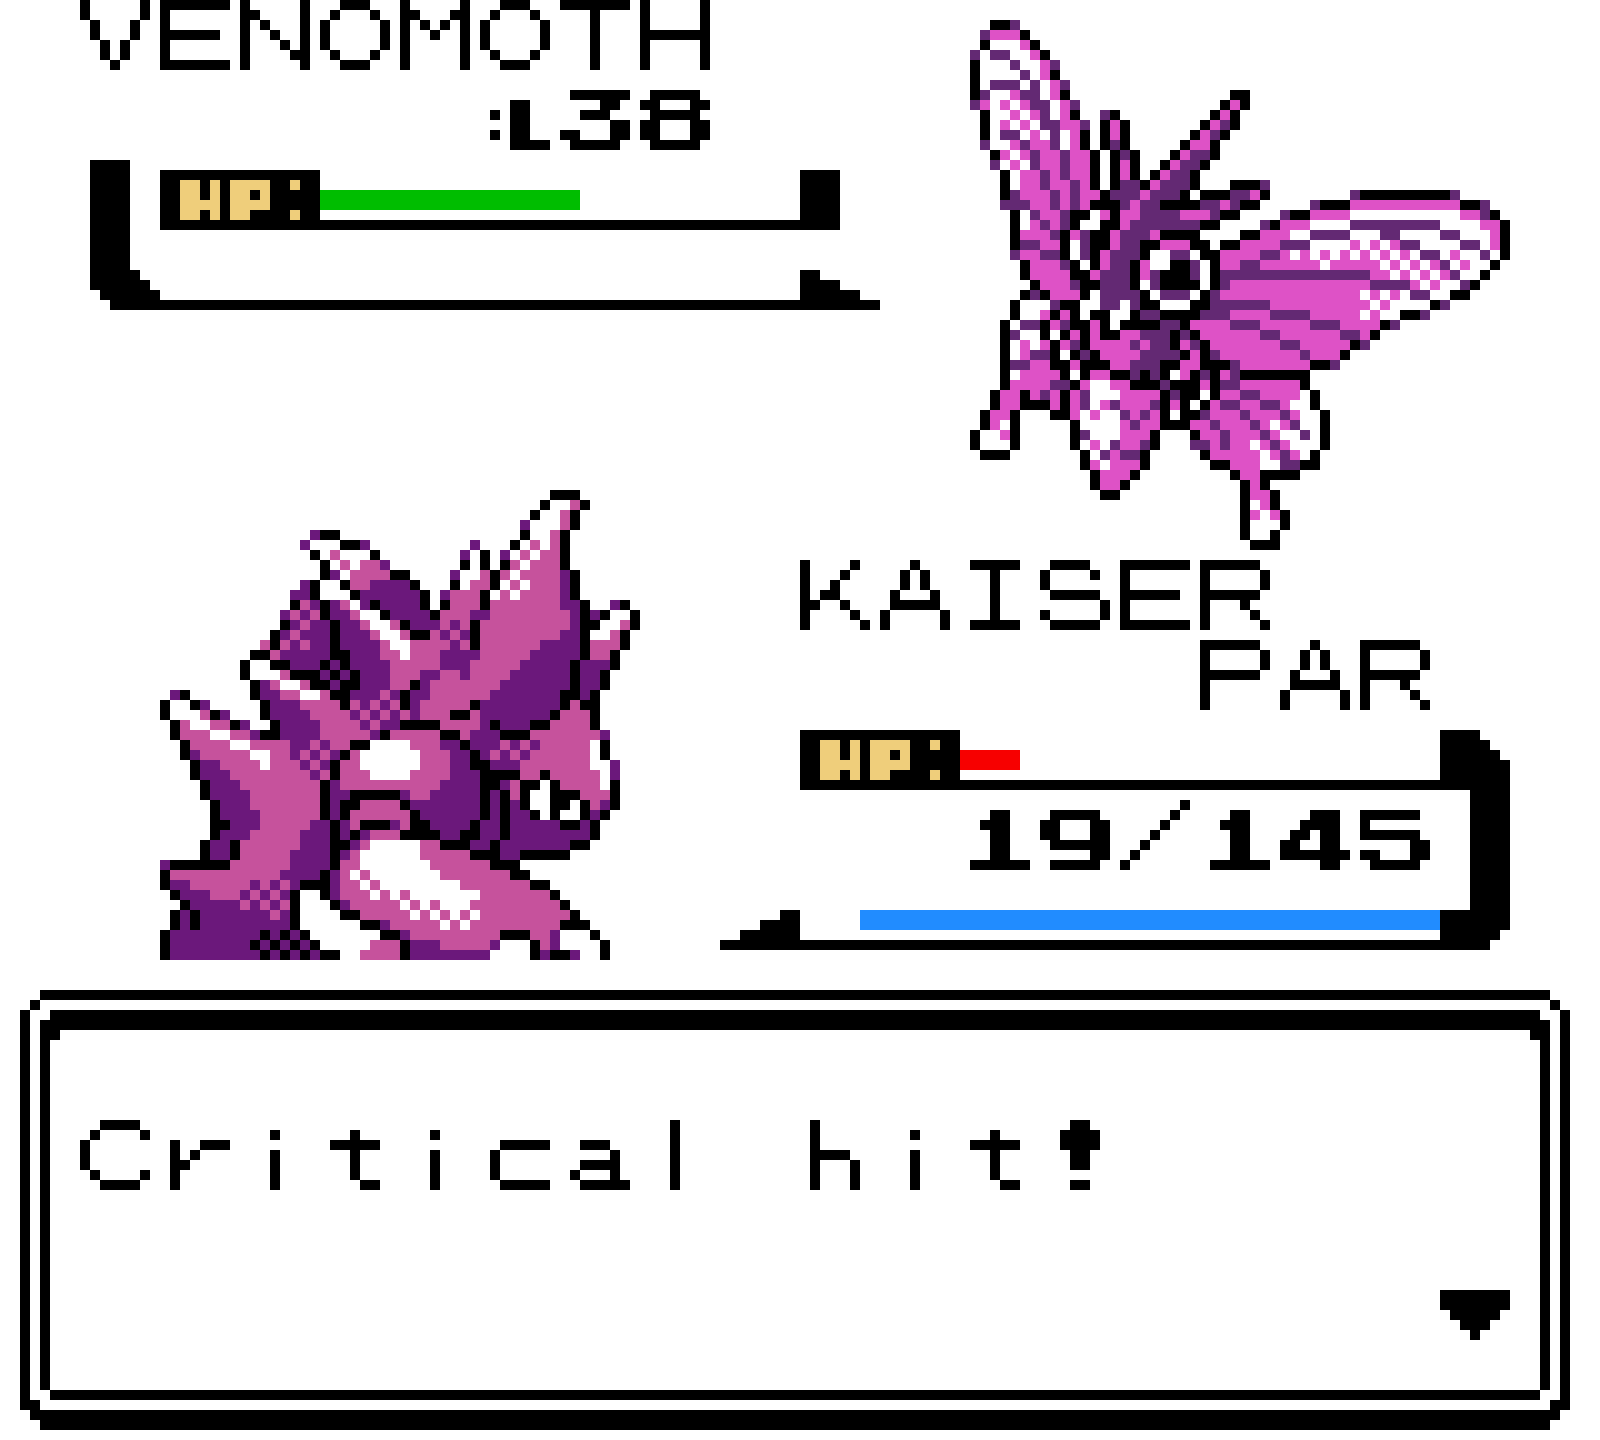 VENOMOTH
:L38
HP:
KAISER
PAR
HP:
19/145
Critical hit!